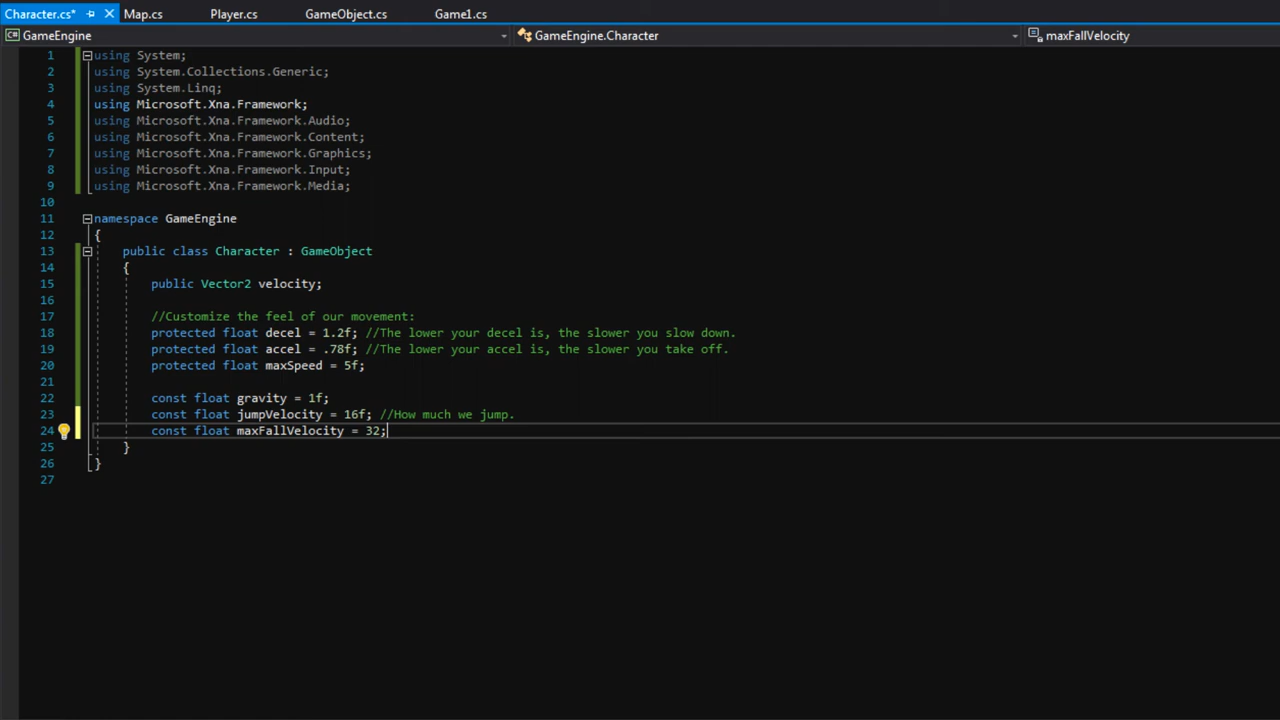 Character.cs* Map.cs Player.cs GameObject.cs Game1.cs
GameEngine GameEngine.Character maxFallVelocity
1 using System;
2 using System.Collections.Generic;
3 using System.Linq;
4 using Microsoft.Xna.Framework;
5 using Microsoft.Xna.Framework.Audio;
6 using Microsoft.Xna.Framework.Content;
7 using Microsoft.Xna.Framework.Graphics;
8 using Microsoft.Xna.Framework.Input;
9 using Microsoft.Xna.Framework.Media;
10
11 namespace GameEngine
12 {
13 public class Character : GameObject
14 {
15 public Vector2 velocity;
16
17 //Customize the feel of our movement:
18 protected float decel = 1.2f; //The lower your decel is, the slower you slow down.
19 protected float accel = .78f; //The lower your accel is, the slower you take off.
20 protected float maxSpeed = 5f;
21
22 const float gravity = 1f;
23 const float jumpVelocity = 16f; //How much we jump.
24 const float maxFallVelocity = 32;
25 }
26 }
27